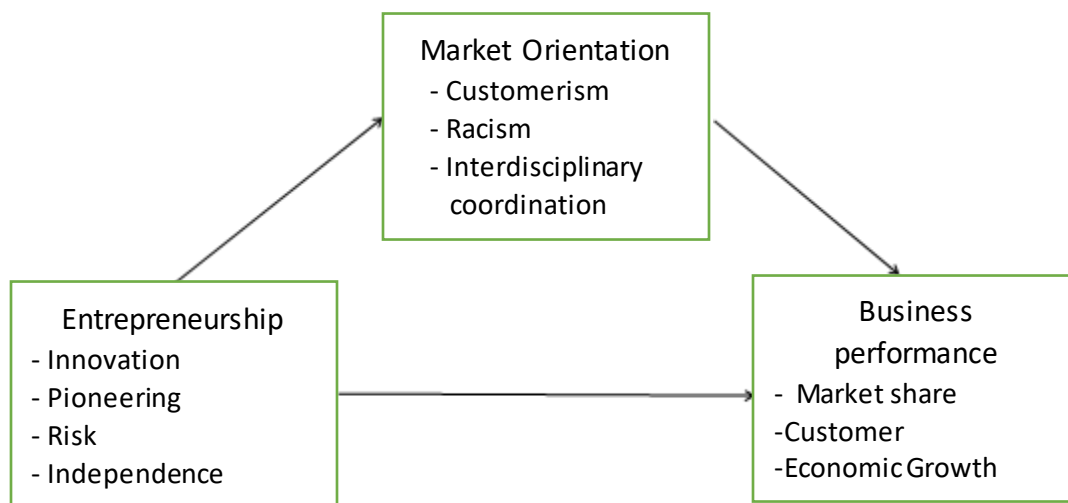 Market Orientation
- Customerism
- Racism
- Interdisciplinary
coordination
Entrepreneurship
- Innovation
- Pioneering
- Risk
- Independence
Business
performance
- Market share
-Customer
-Economic Growth